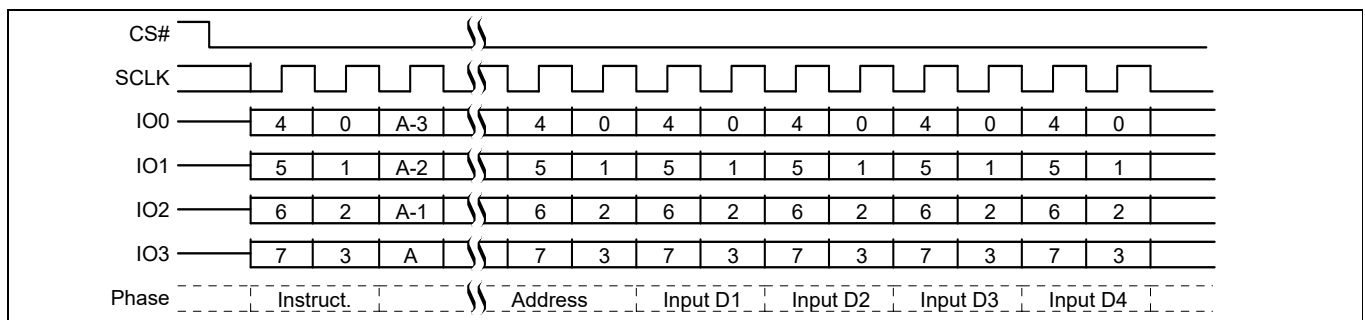 CS#
SCLK
IO0 4 0 A-3 4 0 4 0 4 0 4 0 4 0
IO1 5 1 A-2 5 1 5 1 5 1 5 1 5 1
IO2 6 2 A-1 6 2 6 2 6 2 6 2 6 2
IO3 7 3 A 7 3 7 3 7 3 7 3 7 3
Phase Instruct. Address Input D1 Input D2 Input D3 Input D4